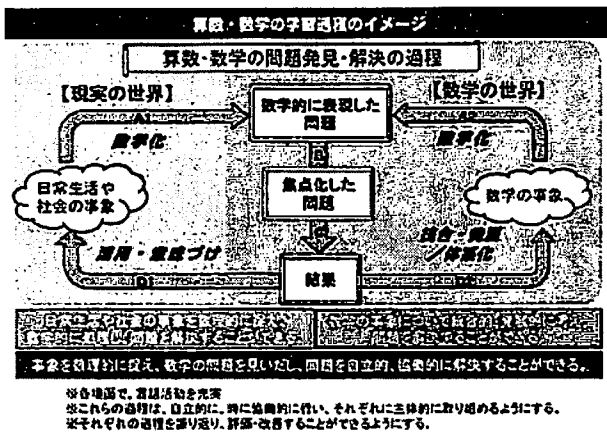 算数・数学の学習過程のイメージ
算数・数学の問題発見・解決の過程
【現実の世界】
【数学の世界】
A1
数学的に表現した
問題
A2
数学化
数学化
B
日常生活や
社会の事象
焦点化した
問題
数学の事象
C
活用・意味づけ
統合・発展
/体系化
D1
結果
D2
事象を数理的に捉え、数学の問題を見いだし、問題を自立的、協働的に解決することができる。
※各場面で、言語活動を充実
※これらの過程は、自立的に、時に協働的に行い、それぞれに主体的に取り組めるようにする。
※それぞれの過程を振り返り、評価・改善することができるようにする。